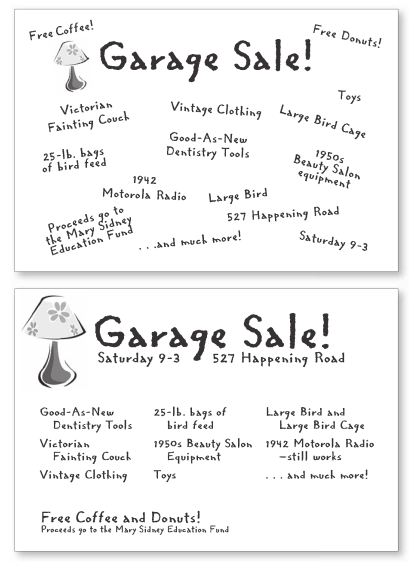 Free Coffee!
Free Donuts!
Garage Sale!
Toys
Victorian
Fainting Couch
Vintage Clothing
Large Bird Cage
Good-As-New
Dentistry Tools
25-lb. bags
of bird feed
1950s
Beauty Salon
equipment
1942
Motorola Radio
Large Bird
Proceeds go to
the Mary Sidney
Education Fund
527 Happening Road
. . .and much more!
Saturday 9-3
Garage Sale!
Saturday 9-3 527 Happening Road
Good-As-New
Dentistry Tools
Victorian
Fainting Couch
Vintage Clothing
25-lb. bags of
bird feed
1950s Beauty Salon
Equipment
Toys
Large Bird and
Large Bird Cage
1942 Motorola Radio
—still works
. . . and much more!
Free Coffee and Donuts!
Proceeds go to the Mary Sidney Education Fund